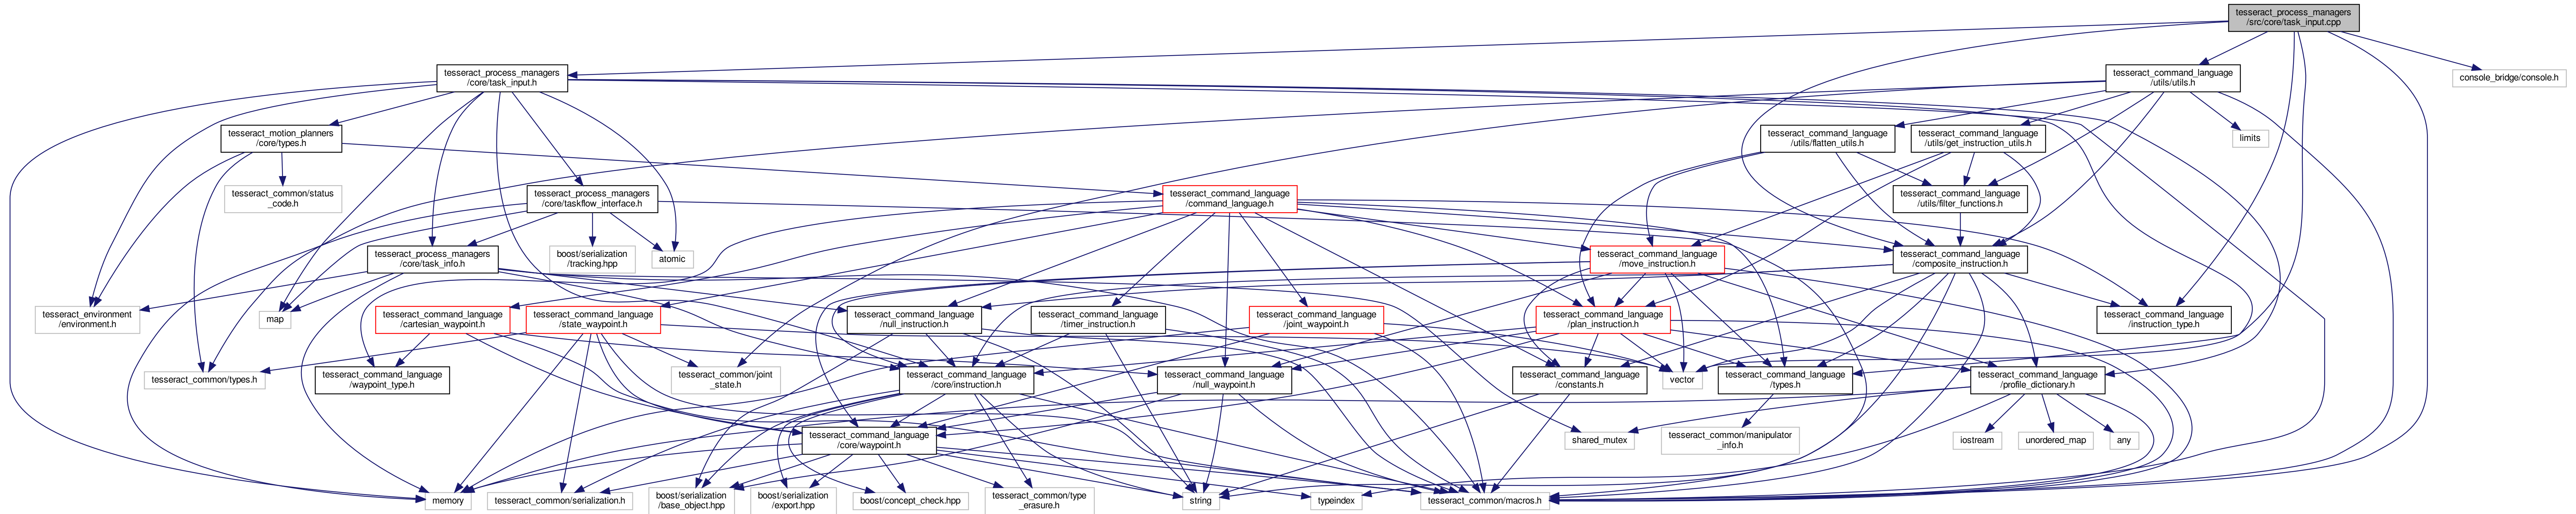 tesseract_process_managers
/src/core/task_input.cpp
tesseract_process_managers
/core/task_input.h
tesseract_command_language
/utils/utils.h
console_bridge/console.h
tesseract_motion_planners
/core/types.h
tesseract_command_language
/utils/flatten_utils.h
tesseract_command_language
/utils/get_instruction_utils.h
limits
tesseract_common/status
_code.h
tesseract_process_managers
/core/taskflow_interface.h
tesseract_command_language
/command_language.h
tesseract_command_language
/utils/filter_functions.h
tesseract_process_managers
/core/task_info.h
boost/serialization
/tracking.hpp
atomic
tesseract_command_language
/move_instruction.h
tesseract_command_language
/composite_instruction.h
tesseract_environment
/environment.h
map
tesseract_command_language
/cartesian_waypoint.h
tesseract_command_language
/state_waypoint.h
tesseract_command_language
/null_instruction.h
tesseract_command_language
/timer_instruction.h
tesseract_command_language
/joint_waypoint.h
tesseract_command_language
/plan_instruction.h
tesseract_command_language
/instruction_type.h
tesseract_common/types.h
tesseract_command_language
/waypoint_type.h
tesseract_common/joint
_state.h
tesseract_command_language
/core/instruction.h
tesseract_command_language
/null_waypoint.h
tesseract_command_language
/constants.h
vector
tesseract_command_language
/types.h
tesseract_command_language
/profile_dictionary.h
tesseract_command_language
/core/waypoint.h
shared_mutex
tesseract_common/manipulator
_info.h
iostream
unordered_map
any
memory
tesseract_common/serialization.h
boost/serialization
/base_object.hpp
boost/serialization
/export.hpp
boost/concept_check.hpp
tesseract_common/type
_erasure.h
string
typeindex
tesseract_common/macros.h